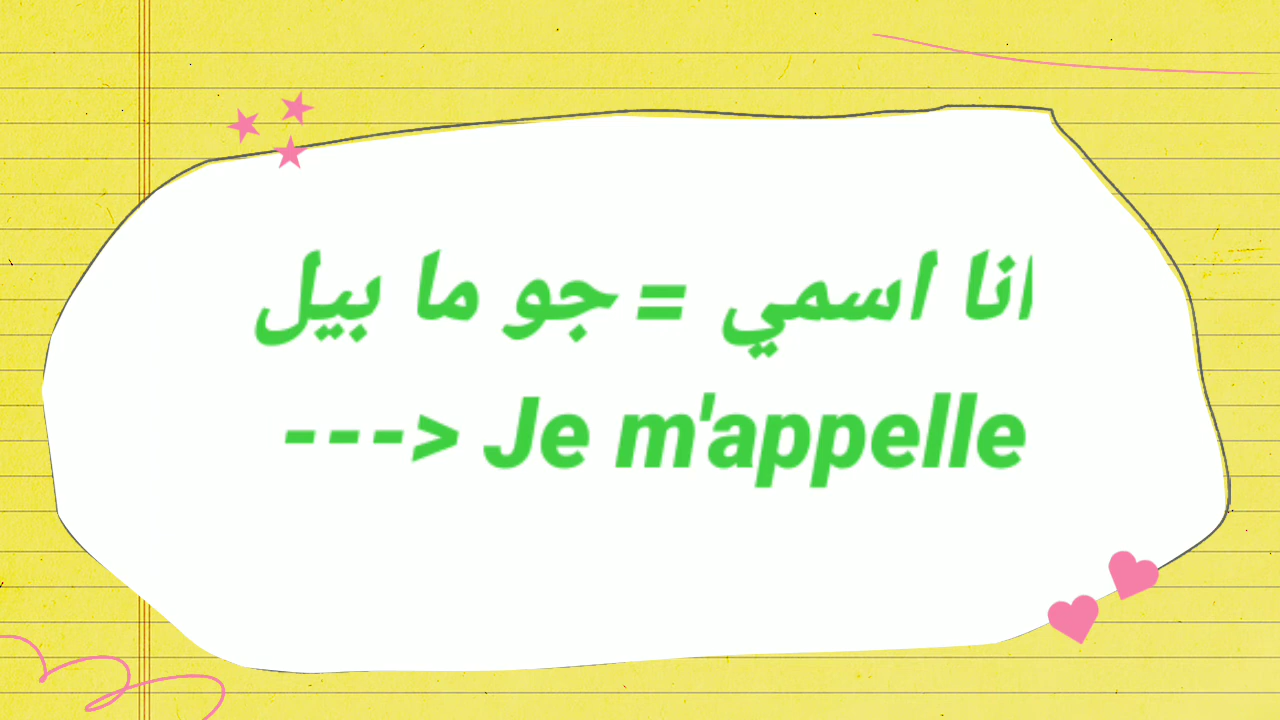 انا اسمي = جو ما بيل
---> Je m'appelle